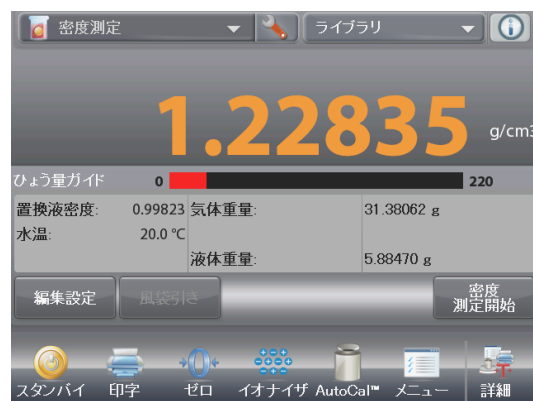 密度測定 ライブラリ
1.22835 g/cm3
ひょう量ガイド 0 220
置換液密度: 0.99823 気体重量: 31.38062 g
水温: 20.0 ℃
液体重量: 5.88470 g
編集設定 風袋引き 密度
測定開始
スタンバイ 印字 ゼロ イオナイザ AutoCal™ メニュー 詳細